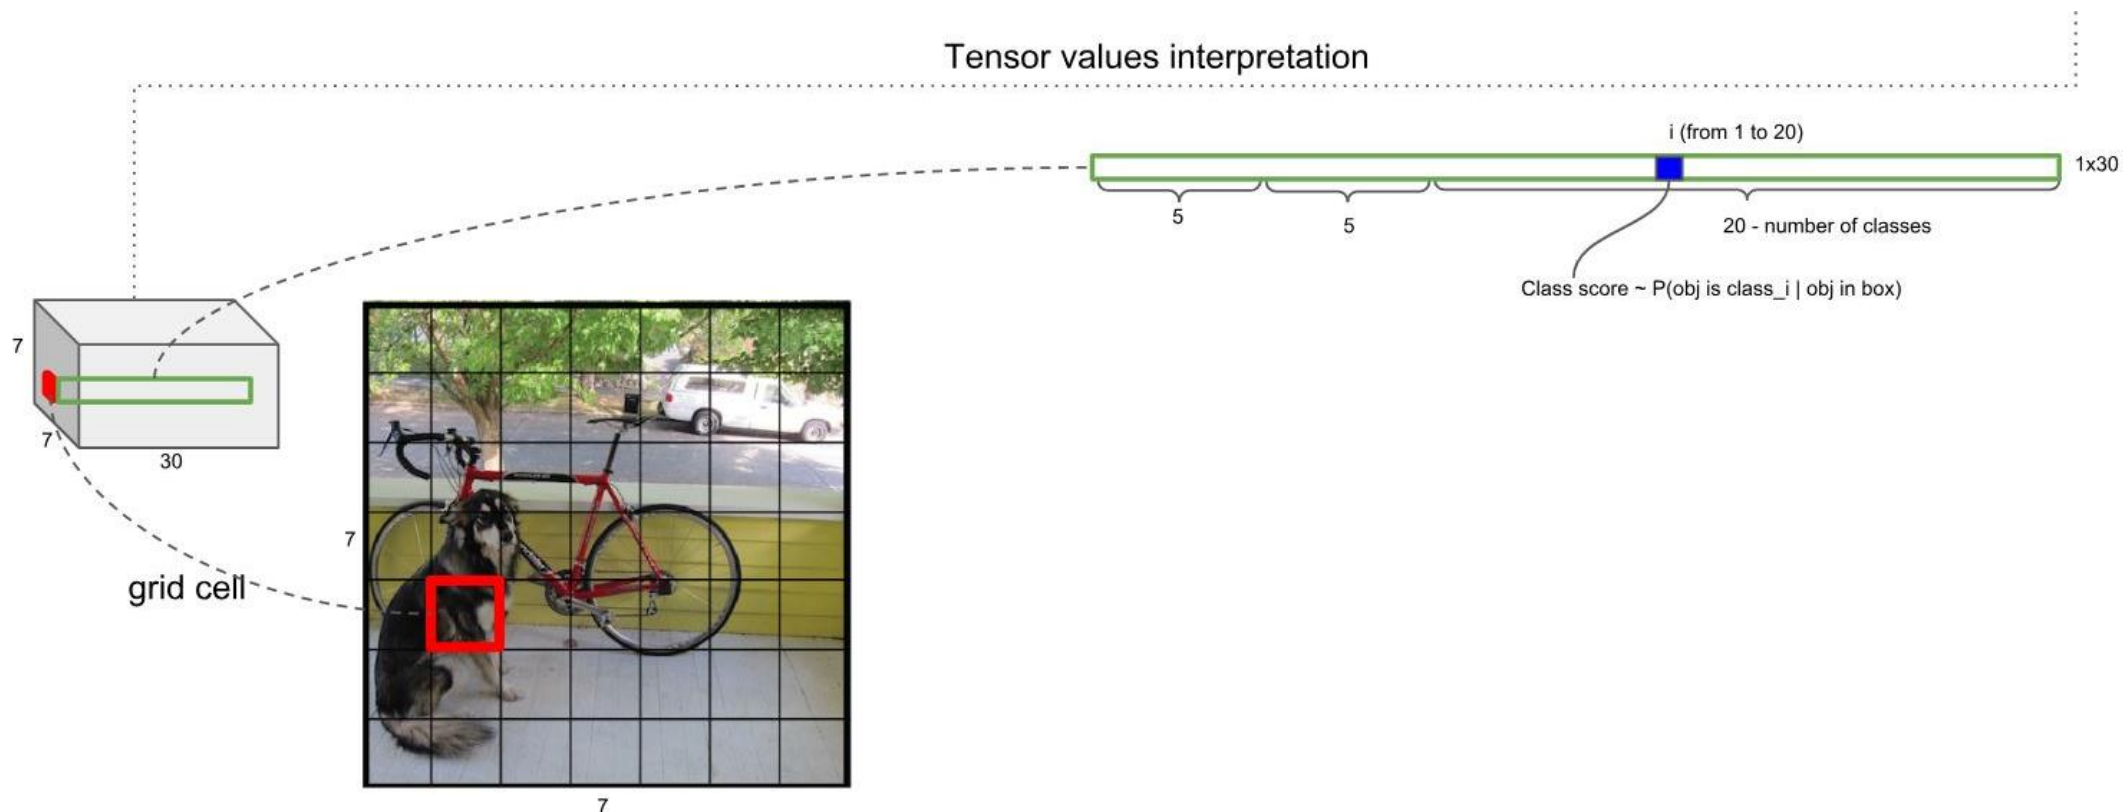 Tensor values interpretation
i (from 1 to 20)
1x30
5
5
20 - number of classes
Class score ~ P(obj is class_i | obj in box)
7
7
30
7
grid cell
7